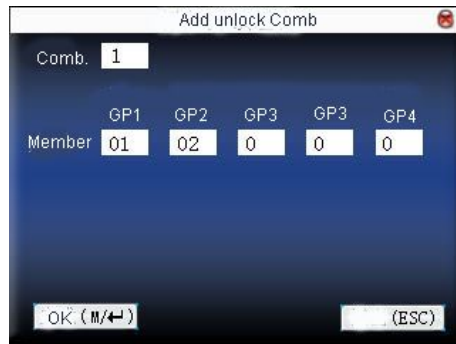 Add unlock Comb
Comb. 1
GP1 GP2 GP3 GP3 GP4
Member 01 02 0 0 0
OK (M/↵) (ESC)